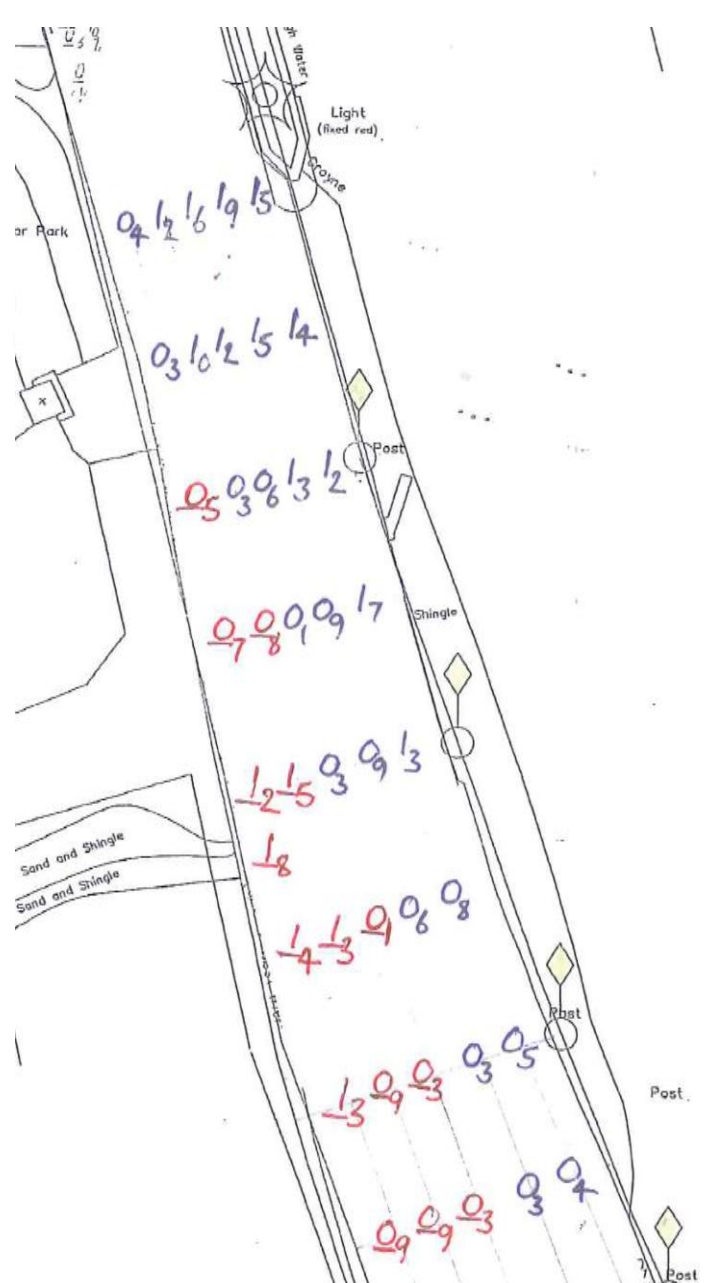 Light
(fixed red)
Groyne
0₄ 1₂ 1₆ 1₉ 1₅
Park
0₃ 1₀ 1₂ 1₅ 1₄
Post
0₅ 0₃ 0₆ 1₃ 1₂
Shingle
0₇ 0₈ 0₁ 0₉ 1₇
1₂ 1₅ 0₃ 0₉ 1₃
Sand and Shingle
1₈
Sand and Shingle
1₄ 1₃ 0₁ 0₆ 0₈
Post
1₃ 0₉ 0₃ 0₃ 0₅
Post
0₉ 0₉ 0₃ 0₃ 0₄
Post